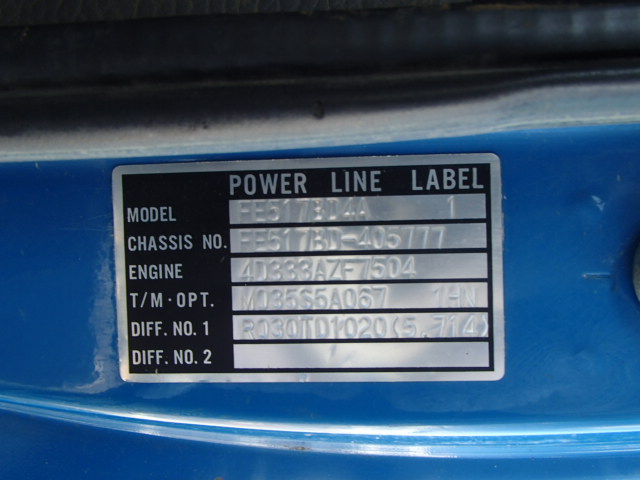 POWER LINE LABEL
MODEL FE517BD4A 1
CHASSIS NO. FE517BD-405777
ENGINE 4D333AZF7504
T/M·OPT. M035S5A067 1HN
DIFF. NO. 1 R030TD1020(5.714)
DIFF. NO. 2